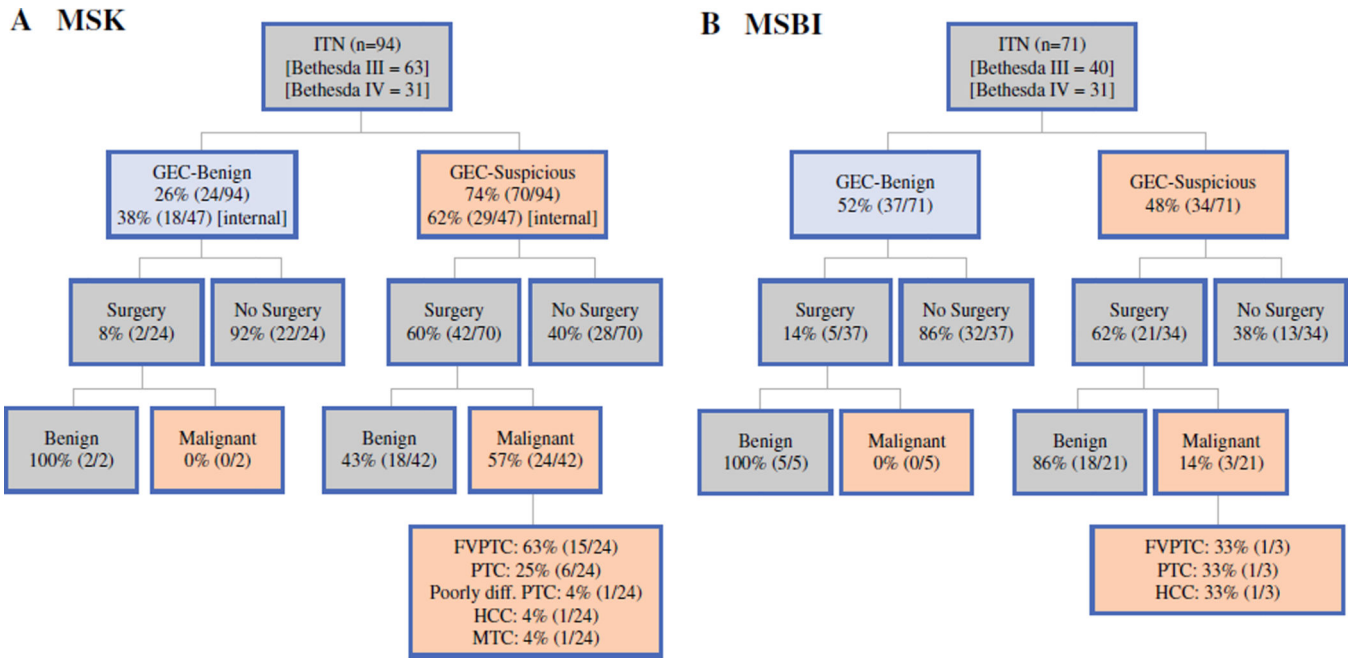 A MSK
ITN (n=94)
[Bethesda III = 63]
[Bethesda IV = 31]
GEC-Benign
26% (24/94)
38% (18/47) [internal]
GEC-Suspicious
74% (70/94)
62% (29/47) [internal]
Surgery
8% (2/24)
No Surgery
92% (22/24)
Surgery
60% (42/70)
No Surgery
40% (28/70)
Benign
100% (2/2)
Malignant
0% (0/2)
Benign
43% (18/42)
Malignant
57% (24/42)
FVPTC: 63% (15/24)
PTC: 25% (6/24)
Poorly diff. PTC: 4% (1/24)
HCC: 4% (1/24)
MTC: 4% (1/24)
B MSBI
ITN (n=71)
[Bethesda III = 40]
[Bethesda IV = 31]
GEC-Benign
52% (37/71)
GEC-Suspicious
48% (34/71)
Surgery
14% (5/37)
No Surgery
86% (32/37)
Surgery
62% (21/34)
No Surgery
38% (13/34)
Benign
100% (5/5)
Malignant
0% (0/5)
Benign
86% (18/21)
Malignant
14% (3/21)
FVPTC: 33% (1/3)
PTC: 33% (1/3)
HCC: 33% (1/3)